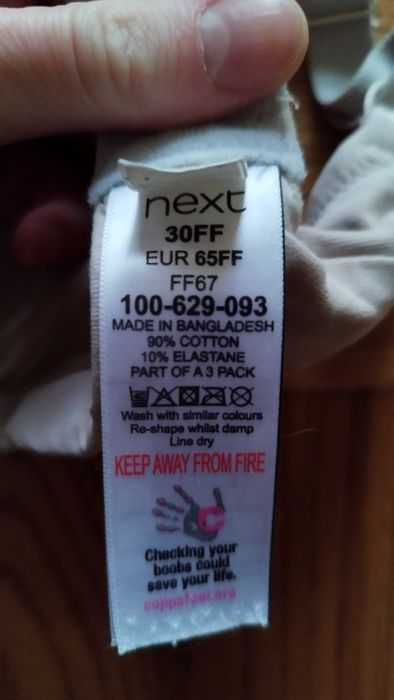 next
30FF
EUR 65FF
FF67
100-629-093
MADE IN BANGLADESH
90% COTTON
10% ELASTANE
PART OF A 3 PACK
Wash with similar colours
Re-shape whilst damp
Line dry
KEEP AWAY FROM FIRE
C
Checking your
boobs could
save your life.
coppafeel.org